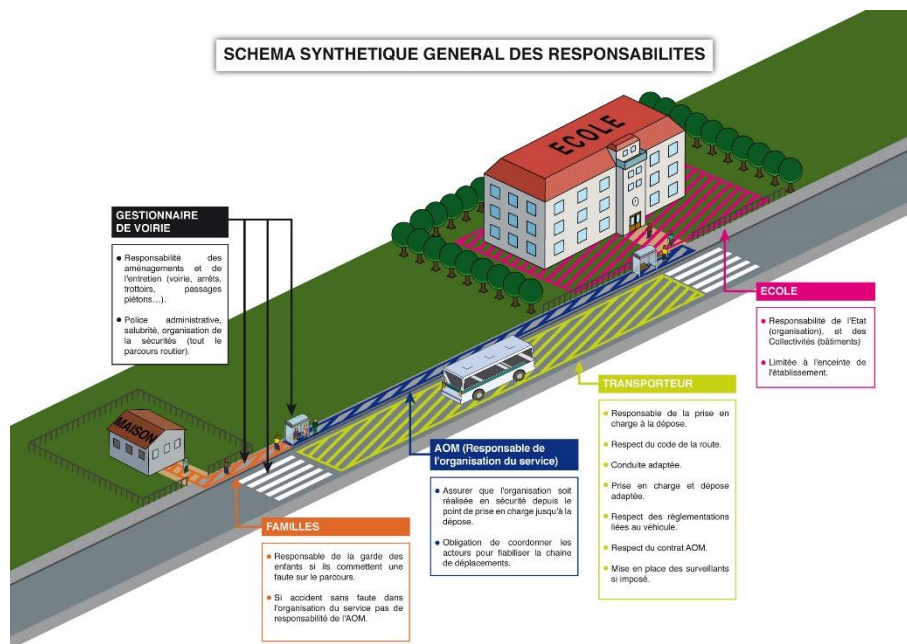 SCHEMA SYNTHETIQUE GENERAL DES RESPONSABILITES
ECOLE
GESTIONNAIRE
DE VOIRIE
• Responsabilité des
aménagements et de
l'entretien (voirie, arrêts,
trottoirs, passages
piétons...).
• Police administrative,
salubrité, organisation de
la sécurités (tout le
parcours routier).
MAISON
ECOLE
• Responsabilité de l'Etat
(organisation), et des
Collectivités (bâtiments)
• Limitée à l'enceinte de
l'établissement.
TRANSPORTEUR
• Responsable de la prise en
charge à la dépose.
• Respect du code de la route.
• Conduite adaptée.
• Prise en charge et dépose
adaptée.
• Respect des règlementations
liées au véhicule.
• Respect du contrat AOM.
• Mise en place des surveillants
si imposé.
AOM (Responsable de
l'organisation du service)
• Assurer que l'organisation soit
réalisée en sécurité depuis le
point de prise en charge jusqu'à la
dépose.
• Obligation de coordonner les
acteurs pour fiabiliser la chaine
de déplacements.
FAMILLES
• Responsable de la garde des
enfants si ils commettent une
faute sur le parcours.
• Si accident sans faute dans
l'organisation du service pas de
responsabilité de l'AOM.